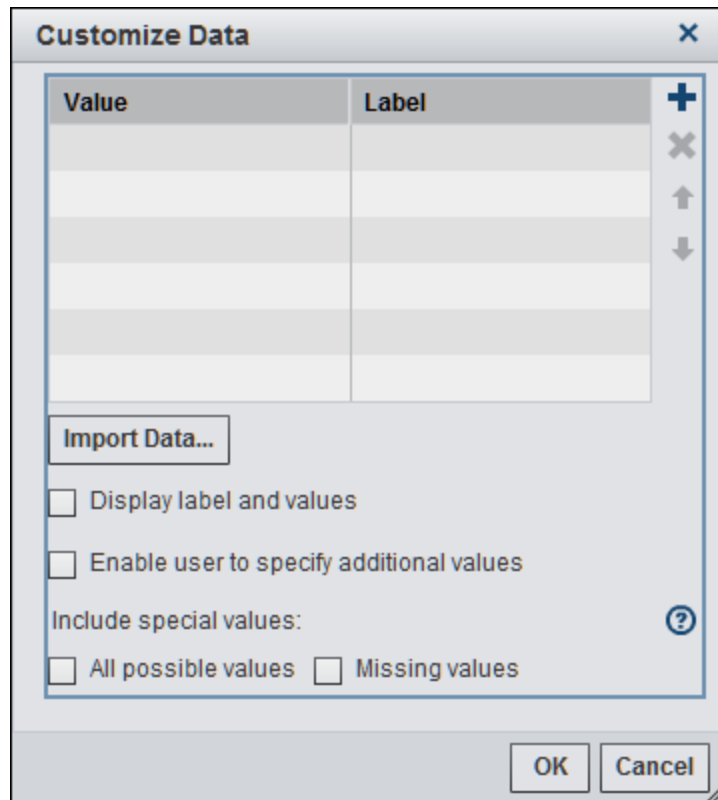 Customize Data
Value Label
Import Data...
Display label and values
Enable user to specify additional values
Include special values:
All possible values Missing values
OK Cancel